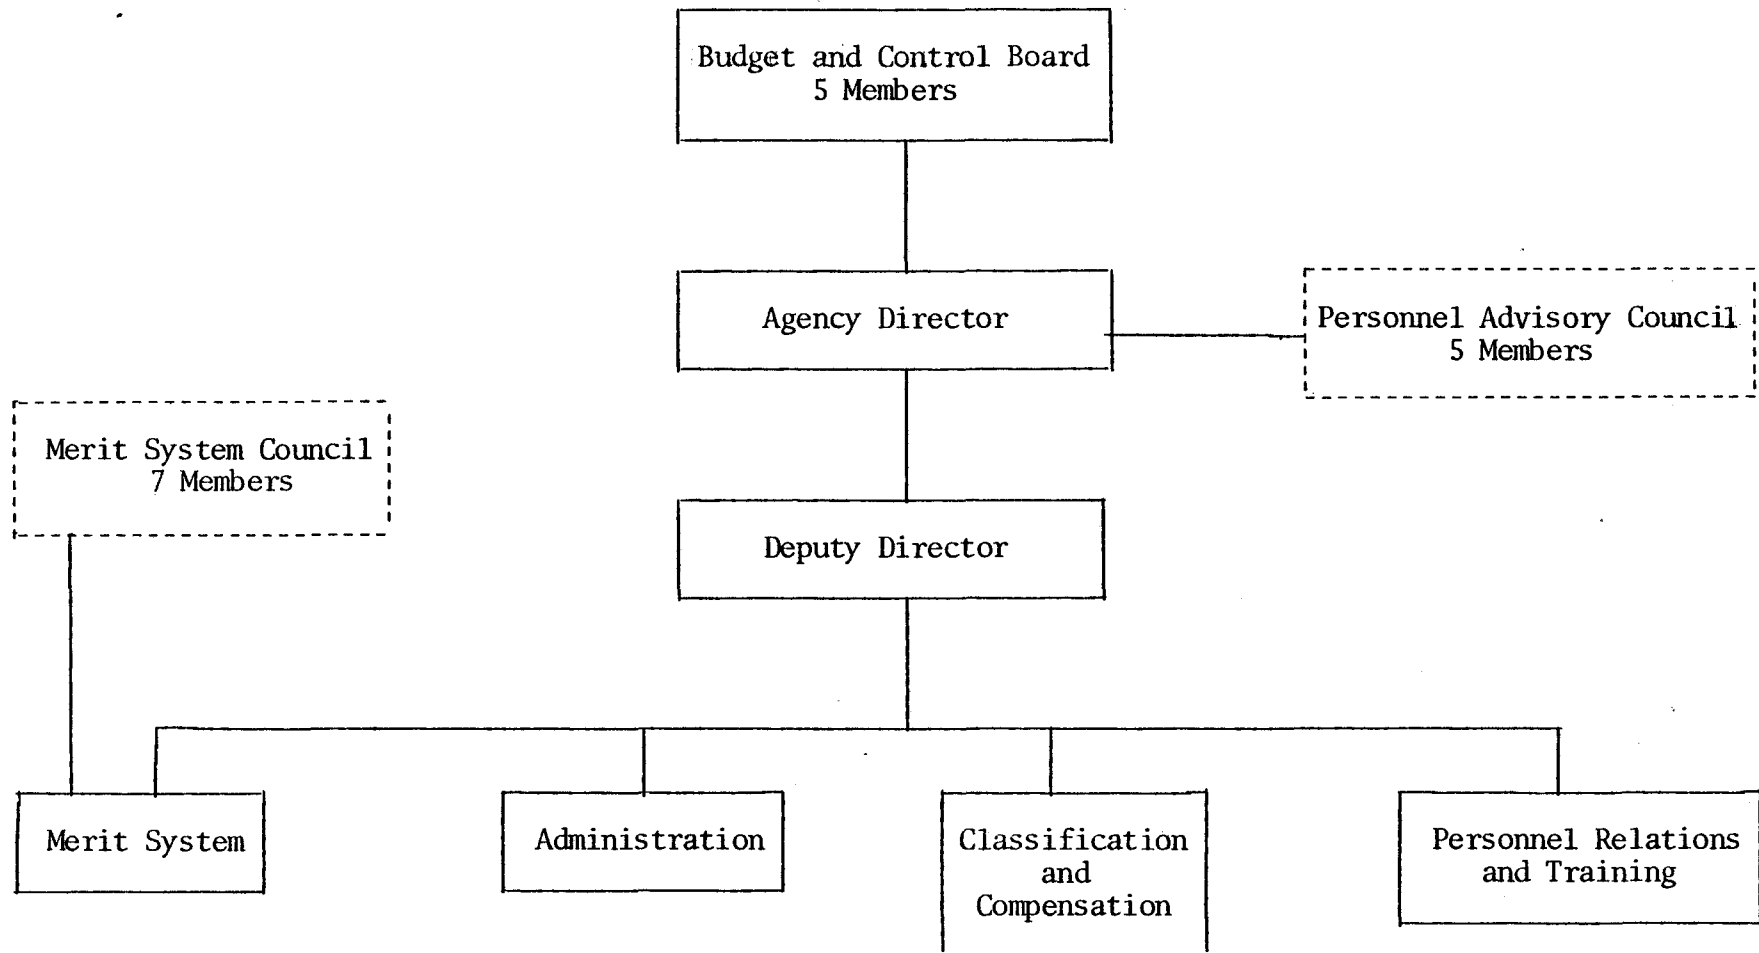 Budget and Control Board
5 Members
Agency Director
Personnel Advisory Council
5 Members
Merit System Council
7 Members
Deputy Director
Merit System
Administration
Classification
and
Compensation
Personnel Relations
and Training